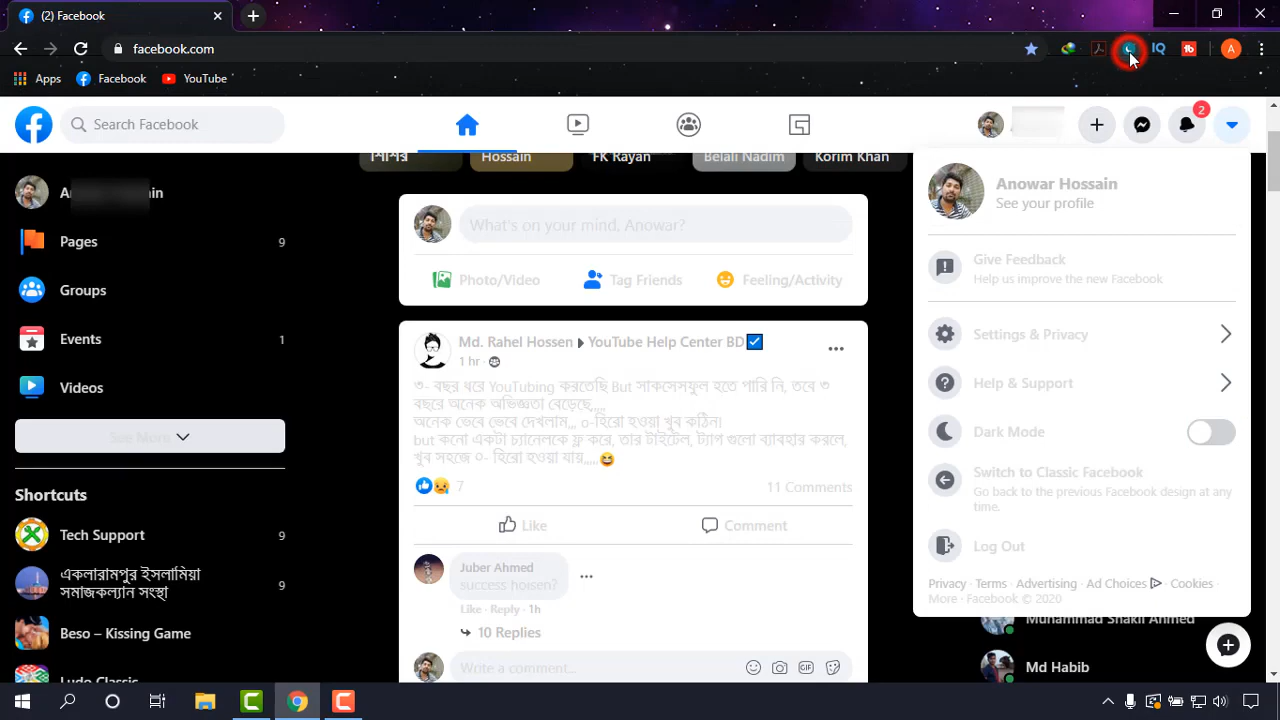 (2) Facebook
facebook.com
Apps
Facebook
YouTube
Search Facebook
2
শিশির
Hossain
FK Rayan
Belali Nadim
Korim Khan
Pages 9
Groups
Events 1
Videos
See More
Shortcuts
Tech Support 9
একলারামপুর ইসলামিয়া 9
সমাজকল্যান সংস্থা
Beso – Kissing Game
Ludo Classic
What's on your mind, Anowar?
Photo/Video
Tag Friends
Feeling/Activity
Md. Rahel Hossen YouTube Help Center BD
1 hr
৩- বছর ধরে YouTubing করতেছি But সাকসেসফুল হতে পারি নি, তবে ৩
বছরে অনেক অভিজ্ঞতা বেড়েছে,,,,,
অনেক ভেবে ভেবে দেখলাম,,, ০-হিরো হওয়া খুব কঠিন!
but কনো একটা চ্যানেলকে ফ্ল করে, তার টাইটেল, ট্যাগ গুলো ব্যাবহার করলে,
খুব সহজে ০- হিরো হওয়া যায়,,,,,😆
7
11 Comments
Like
Comment
Juber Ahmed
success hoisen?
Like · Reply · 1h
10 Replies
Write a comment...
GIF
Anowar Hossain
See your profile
Give Feedback
Help us improve the new Facebook
Settings & Privacy
Help & Support
Dark Mode
Switch to Classic Facebook
Go back to the previous Facebook design at any
time.
Log Out
Privacy · Terms · Advertising · Ad Choices · Cookies ·
More · Facebook © 2020
Muhammad Shakil Ahmed
Md Habib